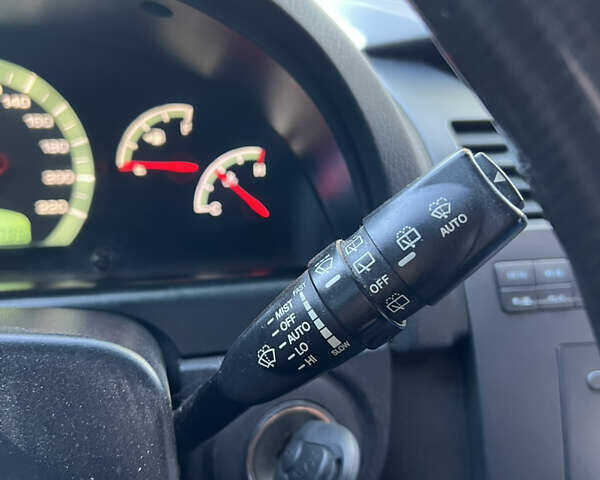 140
160
180
200
220
C
H
AUTO
OFF
FAST
MIST
OFF
AUTO
LO
HI
SLOW